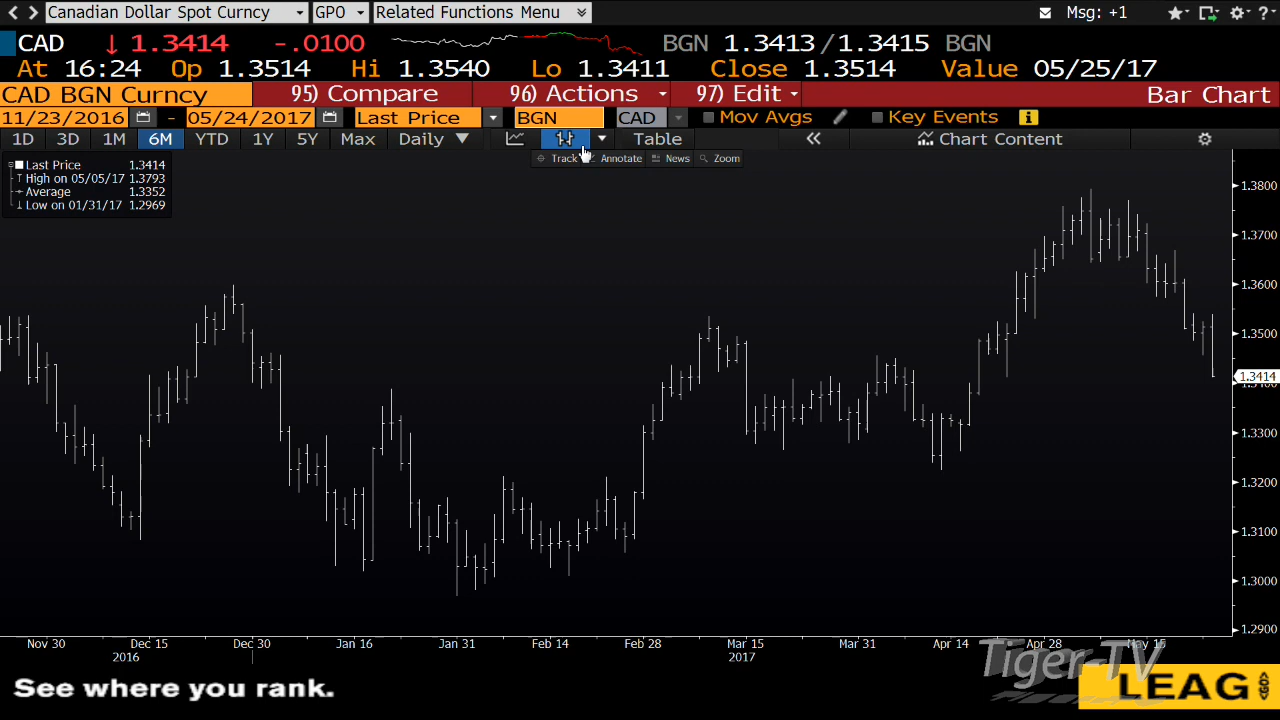 Canadian Dollar Spot Curncy GPO Related Functions Menu Msg: +1 ?
CAD ↓ 1.3414 -.0100 BGN 1.3413/1.3415 BGN
At 16:24 Op 1.3514 Hi 1.3540 Lo 1.3411 Close 1.3514 Value 05/25/17
CAD BGN Curncy 95) Compare 96) Actions 97) Edit Bar Chart
11/23/2016 - 05/24/2017 Last Price BGN CAD Mov Avgs Key Events i
1D 3D 1M 6M YTD 1Y 5Y Max Daily Table Chart Content
Track Annotate News Zoom
Last Price 1.3414
High on 05/05/17 1.3793
Average 1.3352
Low on 01/31/17 1.2969
1.3800
1.3700
1.3600
1.3500
1.3414
1.3300
1.3200
1.3100
1.3000
1.2900
Nov 30 Dec 15 Dec 30 Jan 16 Jan 31 Feb 14 Feb 28 Mar 15 Mar 31 Apr 14 Apr 28 May 15
2016 2017
Tiger-TV
See where you rank.
LEAG